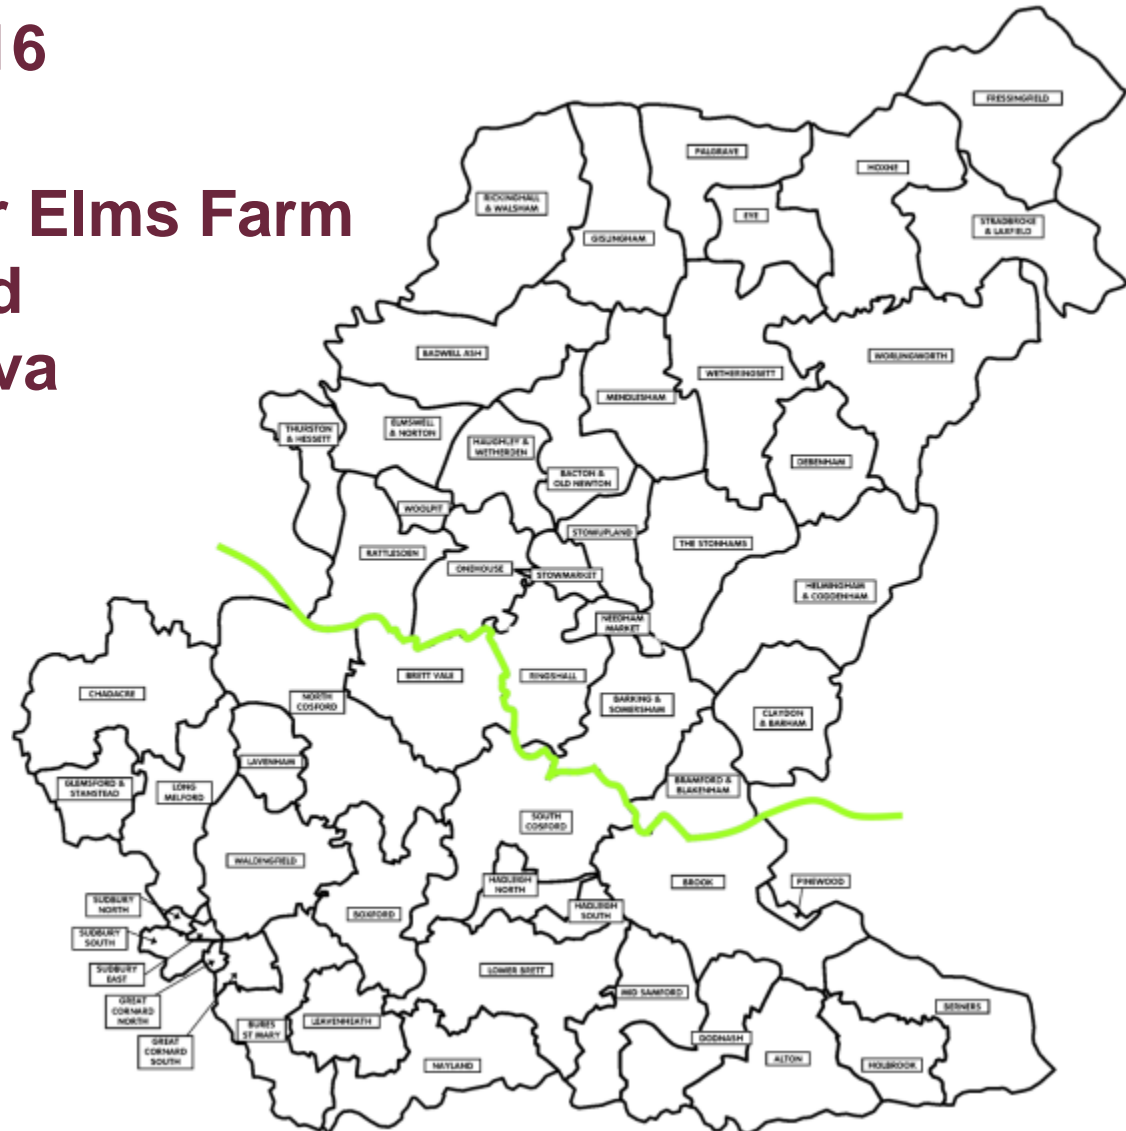 16
r Elms Farm
d
va
FRESSINGFIELD
PALGRAVE
HOXNE
RICKINGHALL
& WALSHAM
EYE
STRADBROKE
& LAXFIELD
GISLINGHAM
BADWELL ASH
WORLINGWORTH
WETHERINGSETT
MENDLESHAM
THURSTON
& HESSETT
ELMSWELL
& NORTON
HAUGHLEY &
WETHERDEN
DEBENHAM
BACTON &
OLD NEWTON
WOOLPIT
STOWUPLAND
THE STONHAMS
RATTLESDEN
ONEHOUSE
STOWMARKET
HELMINGHAM
& CODDENHAM
NEEDHAM
MARKET
BRETT VALE
RINGSHALL
CHADACRE
NORTH
COSFORD
BARKING &
SOMERSHAM
CLAYDON
& BARHAM
LAVENHAM
GLEMSFORD &
STANSTEAD
LONG
MELFORD
BRAMFORD &
BLAKENHAM
SOUTH
COSFORD
WALDINGFIELD
HADLEIGH
NORTH
BROOK
PINEWOOD
SUDBURY
NORTH
BOXFORD
HADLEIGH
SOUTH
SUDBURY
SOUTH
SUDBURY
EAST
LOWER BRETT
MID SAMFORD
GREAT
CORNARD
NORTH
BERNERS
BURES
ST MARY
LEAVENHEATH
GREAT
CORNARD
SOUTH
DODNASH
ALTON
NAYLAND
HOLBROOK